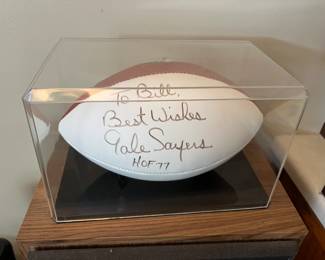 To Bill,
Best Wishes
Gale Sayers
HOF 77